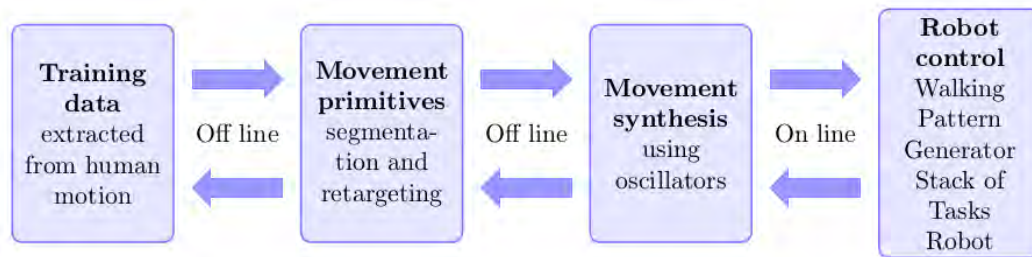 Training
data
extracted
from human
motion
Off line
Movement
primitives
segmenta-
tion and
retargeting
Off line
Movement
synthesis
using
oscillators
On line
Robot
control
Walking
Pattern
Generator
Stack of
Tasks
Robot